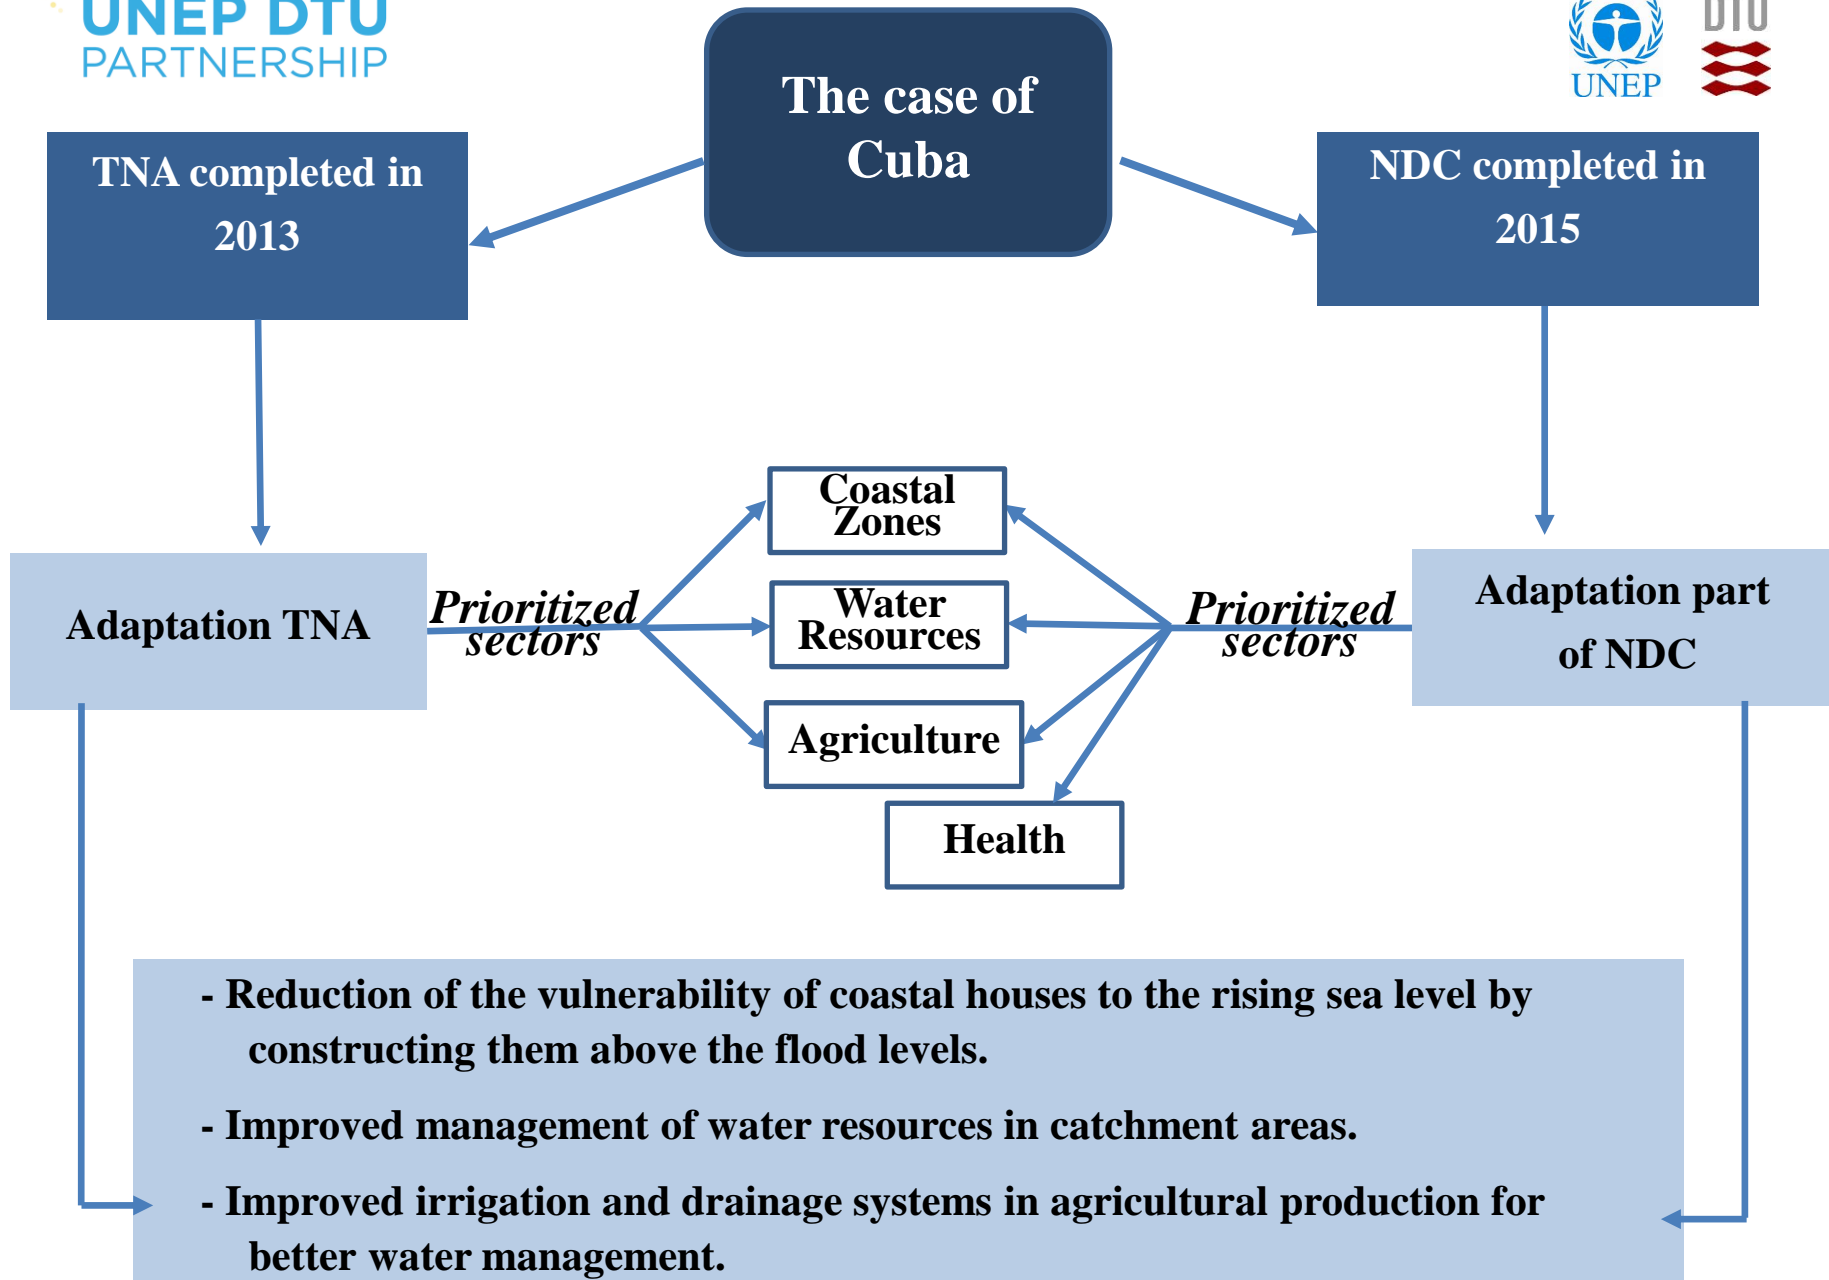 UNEP DTU
PARTNERSHIP
UNEP
DTU
The case of
Cuba
TNA completed in
2013
NDC completed in
2015
Adaptation TNA
Prioritized
sectors
Coastal
Zones
Water
Resources
Agriculture
Health
Prioritized
sectors
Adaptation part
of NDC
- Reduction of the vulnerability of coastal houses to the rising sea level by
constructing them above the flood levels.
- Improved management of water resources in catchment areas.
- Improved irrigation and drainage systems in agricultural production for
better water management.